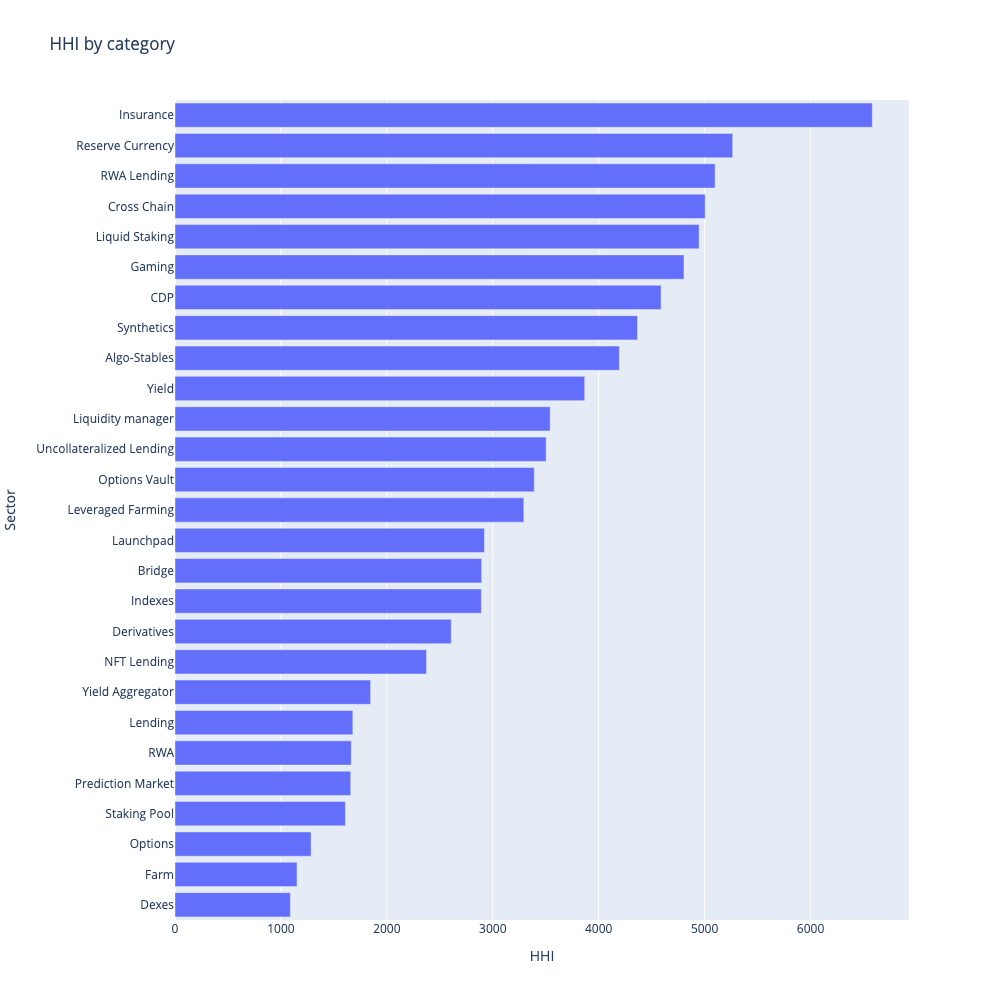 HHI by category
Insurance
Reserve Currency
RWA Lending
Cross Chain
Liquid Staking
Gaming
CDP
Synthetics
Algo-Stables
Yield
Liquidity manager
Uncollateralized Lending
Options Vault
Leveraged Farming
Launchpad
Bridge
Indexes
Derivatives
NFT Lending
Yield Aggregator
Lending
RWA
Prediction Market
Staking Pool
Options
Farm
Dexes
Sector
0 1000 2000 3000 4000 5000 6000
HHI